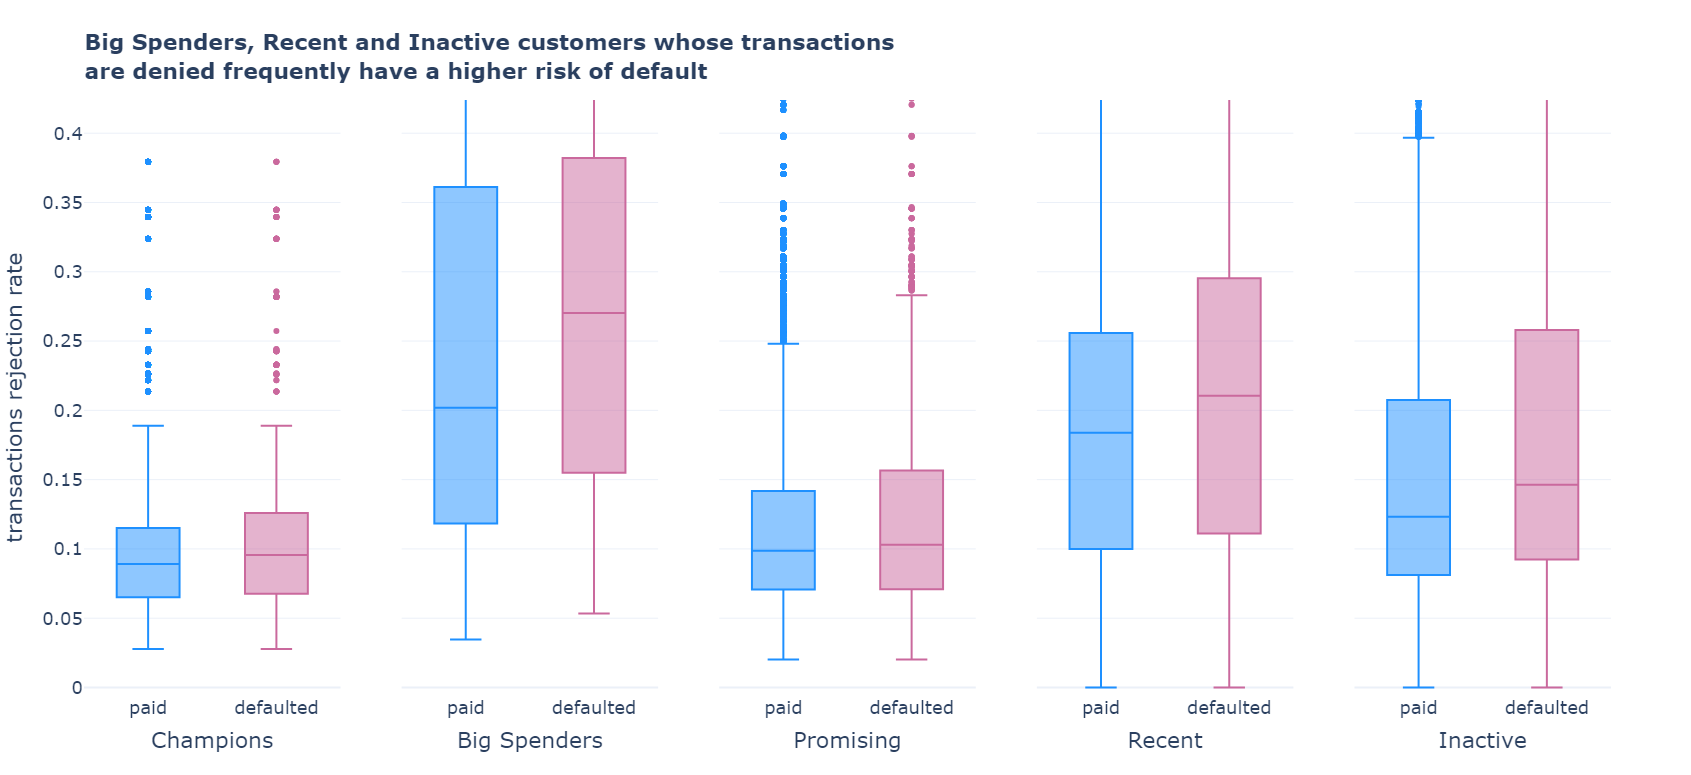 Big Spenders, Recent and Inactive customers whose transactions
are denied frequently have a higher risk of default
transactions rejection rate
0.4
0.35
0.3
0.25
0.2
0.15
0.1
0.05
0
paid defaulted paid defaulted paid defaulted paid defaulted paid defaulted
Champions Big Spenders Promising Recent Inactive